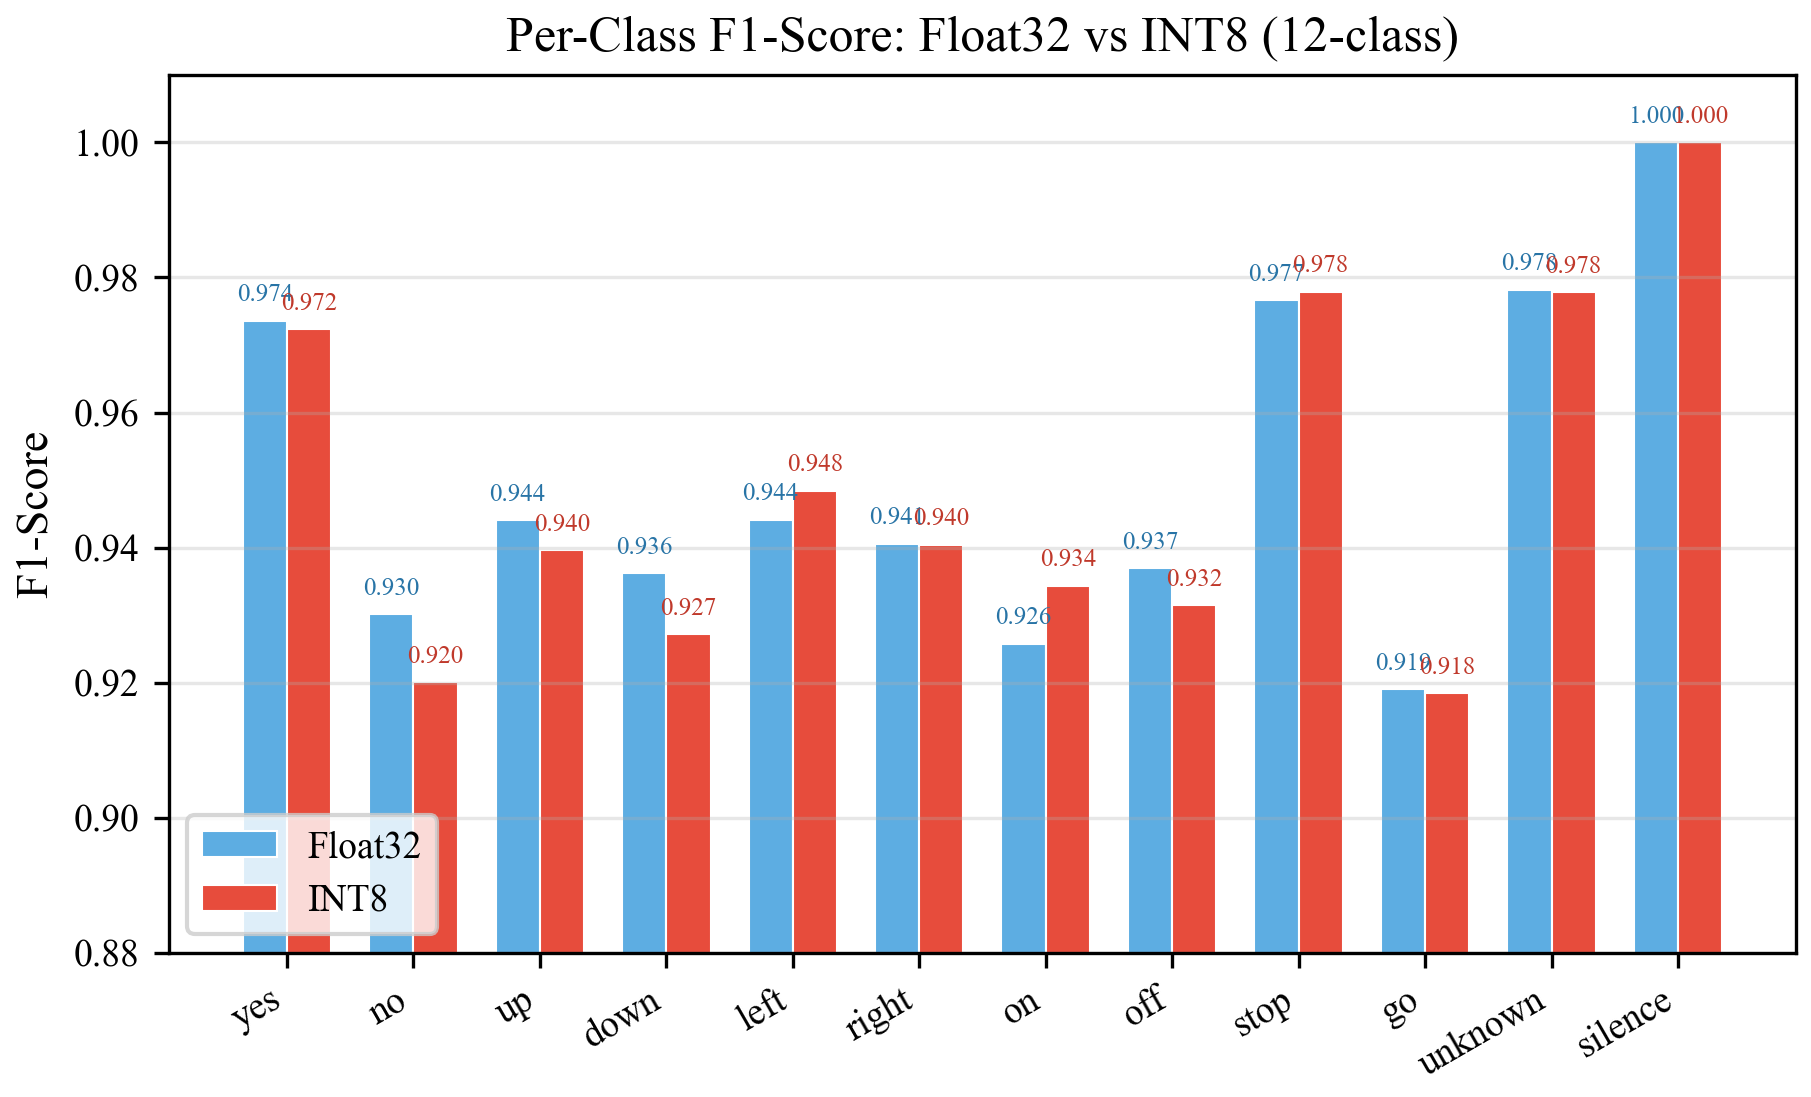 Per-Class F1-Score: Float32 vs INT8 (12-class)
F1-Score
1.00
0.98
0.96
0.94
0.92
0.90
0.88
0.974 0.972
0.930 0.920
0.944 0.940
0.936 0.927
0.944 0.948
0.941 0.940
0.926 0.934
0.937 0.932
0.977 0.978
0.919 0.918
0.978 0.978
1.000 1.000
Float32
INT8
yes
no
up
down
left
right
on
off
stop
go
unknown
silence